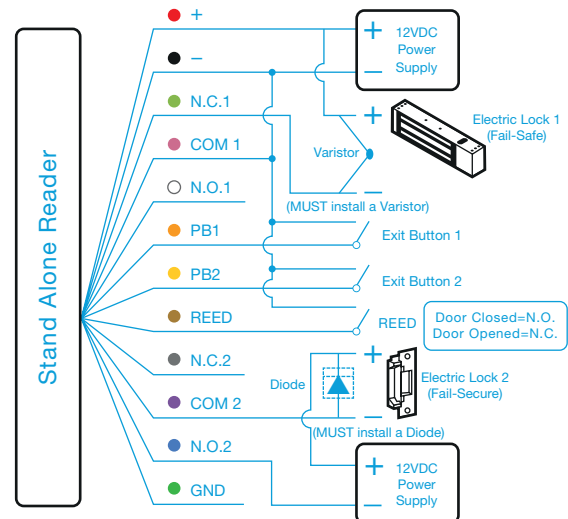 Stand Alone Reader
+
–
N.C.1
COM 1
N.O.1
PB1
PB2
REED
N.C.2
COM 2
N.O.2
GND
+
12VDC
Power
Supply
–
+
Electric Lock 1
(Fail-Safe)
Varistor
–
(MUST install a Varistor)
Exit Button 1
Exit Button 2
REED
Door Closed=N.O.
Door Opened=N.C.
+
Diode
Electric Lock 2
(Fail-Secure)
–
(MUST install a Diode)
+
12VDC
Power
Supply
–